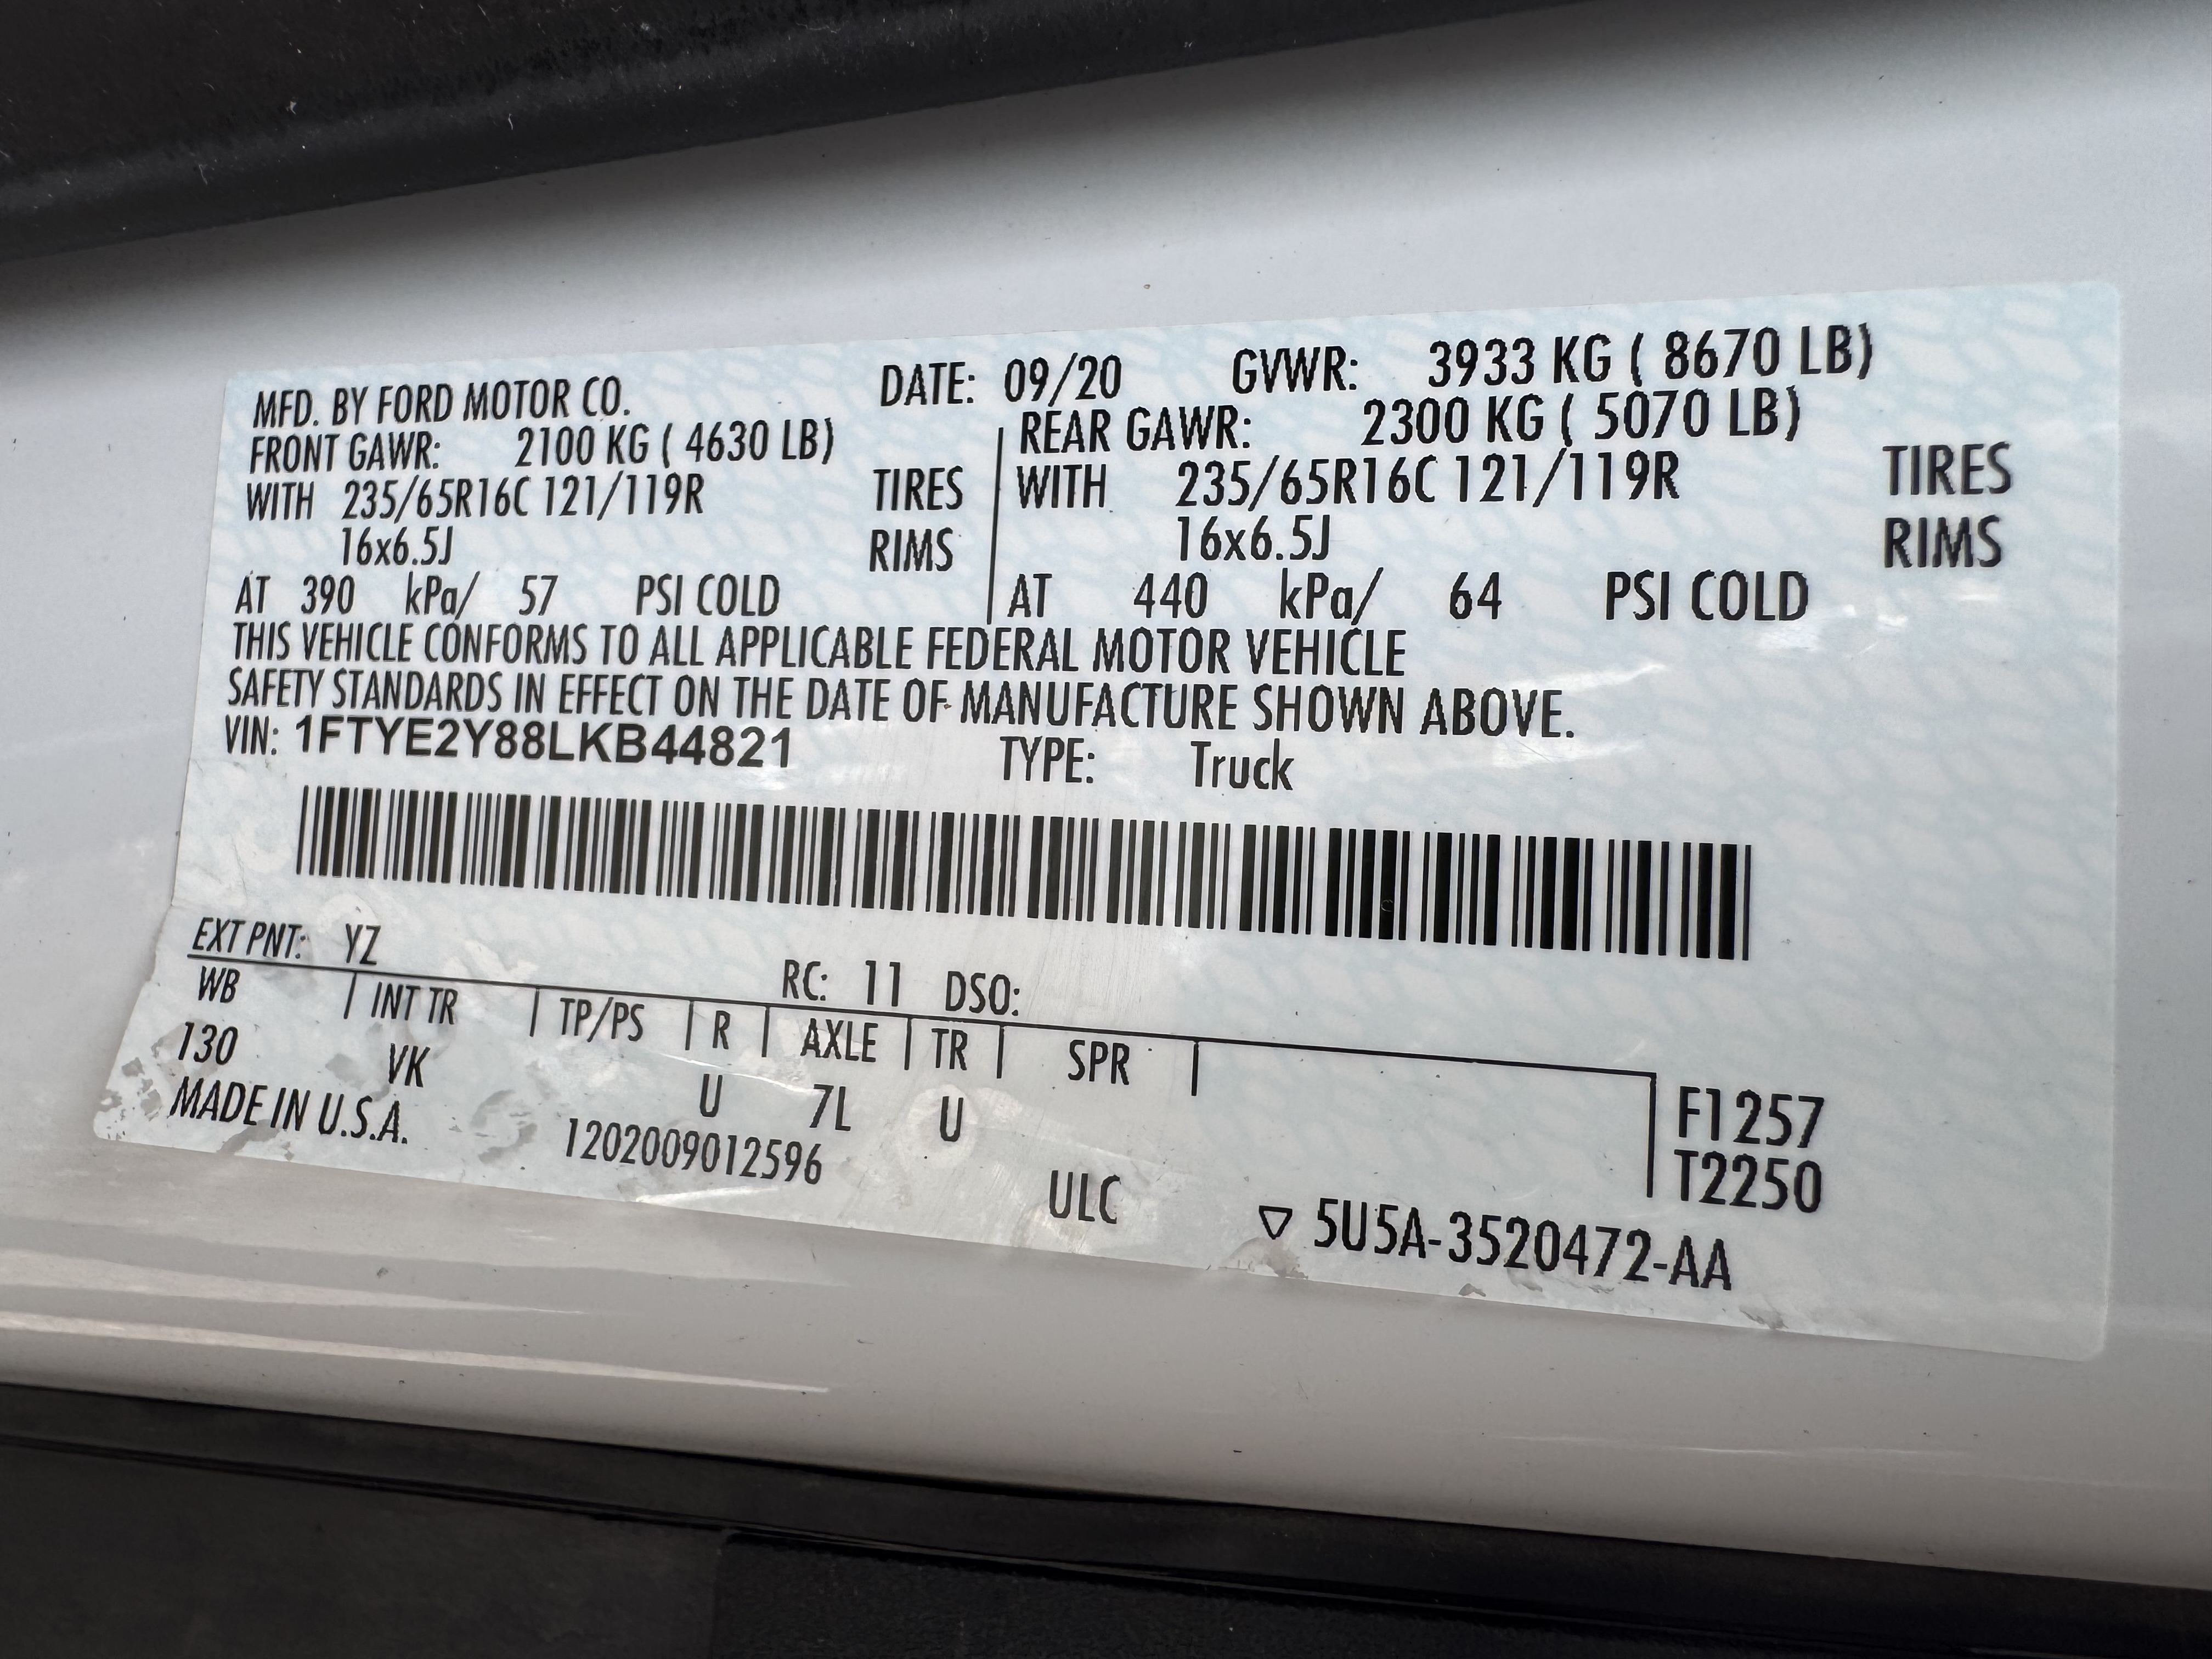 MFD. BY FORD MOTOR CO. DATE: 09/20 GVWR: 3933 KG ( 8670 LB)
FRONT GAWR: 2100 KG ( 4630 LB) REAR GAWR: 2300 KG ( 5070 LB)
WITH 235/65R16C 121/119R TIRES WITH 235/65R16C 121/119R TIRES
16x6.5J RIMS 16x6.5J RIMS
AT 390 kPa/ 57 PSI COLD AT 440 kPa/ 64 PSI COLD
THIS VEHICLE CONFORMS TO ALL APPLICABLE FEDERAL MOTOR VEHICLE
SAFETY STANDARDS IN EFFECT ON THE DATE OF MANUFACTURE SHOWN ABOVE.
VIN: 1FTYE2Y88LKB44821 TYPE: Truck
EXT PNT: YZ RC: 11 DSO:
WB INT TR TP/PS R AXLE TR SPR
130 VK U 7L U F1257
T2250
MADE IN U.S.A. 1202009012596 ULC ▽ 5U5A-3520472-AA